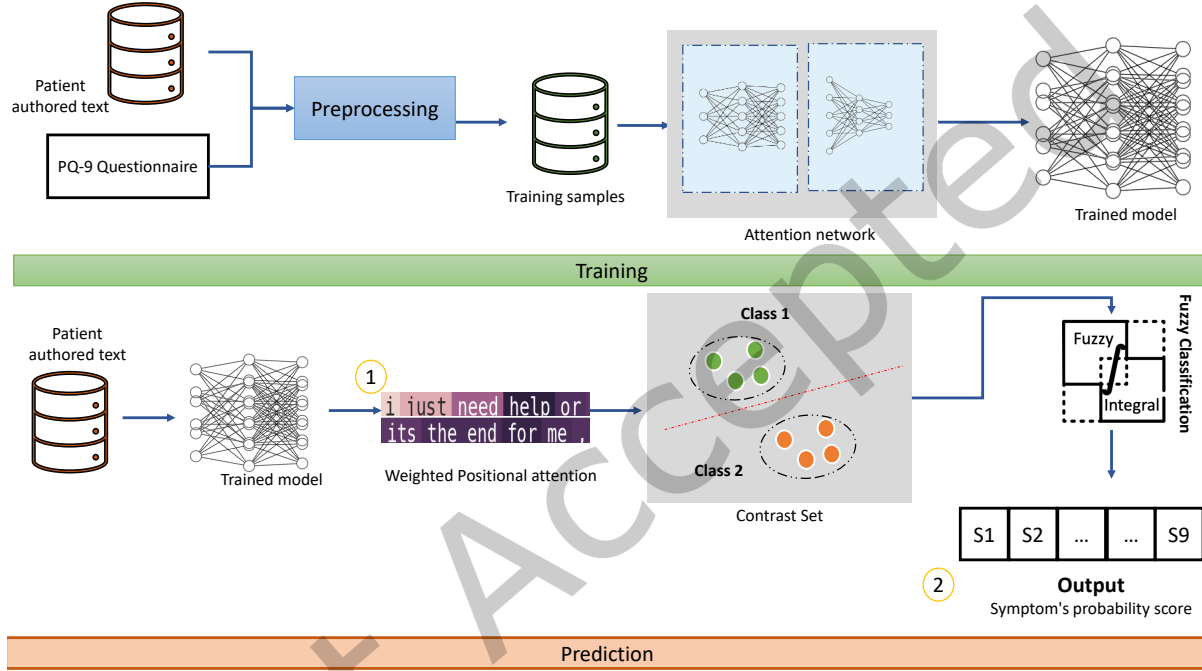 Patient
authored text
PQ-9 Questionnaire
Preprocessing
Training samples
Attention network
Trained model
Training
Patient
authored text
Trained model
1
i just need help or
its the end for me ,
Weighted Positional attention
Class 1
Class 2
Contrast Set
Fuzzy
Integral
Fuzzy Classification
S1 S2 ... ... S9
2
Output
Symptom's probability score
Prediction
Accepted